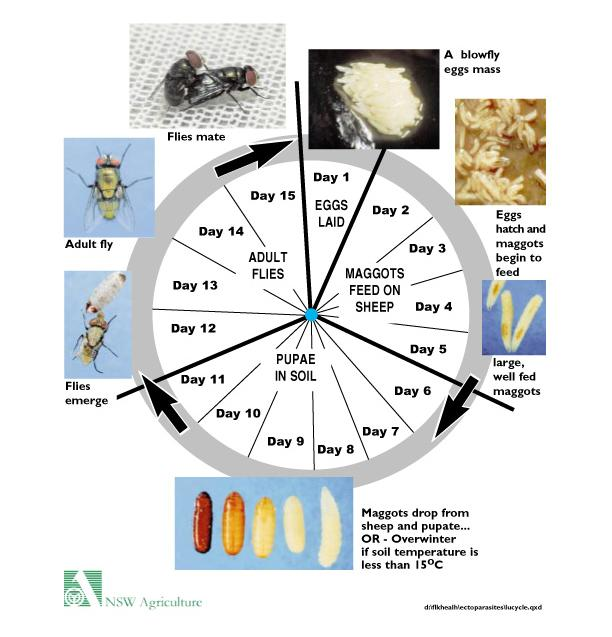 A blowfly
eggs mass
Flies mate
Day 1
EGGS
LAID
Day 2
Day 3
Day 4
Day 5
MAGGOTS
FEED ON
SHEEP
Eggs
hatch and
maggots
begin to
feed
large,
well fed
maggots
Day 6
Day 7
Day 8
Day 9
Day 10
Day 11
PUPAE
IN SOIL
Maggots drop from
sheep and pupate...
OR - Overwinter
if soil temperature is
less than 15OC
Flies
emerge
Day 12
Day 13
Day 14
Day 15
ADULT
FLIES
Adult fly
NSW Agriculture
d/flkhealh\ectoparasites\lucycle.qxd